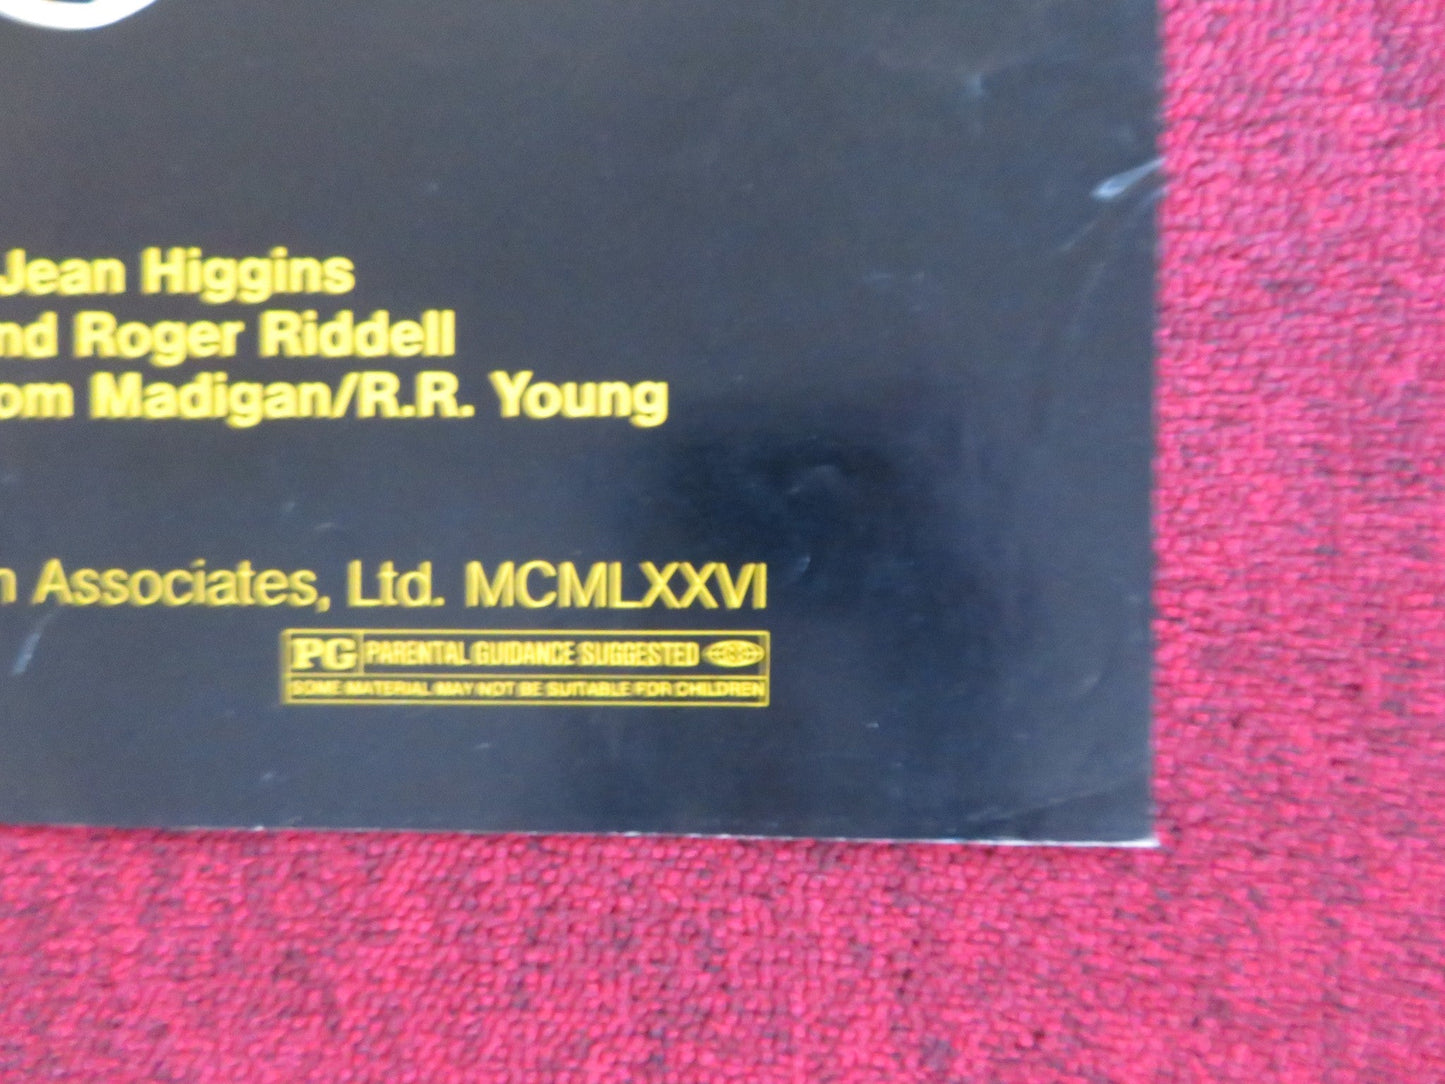 Jean Higgins
nd Roger Riddell
om Madigan/R.R. Young
n Associates, Ltd. MCMLXXVI
PG PARENTAL GUIDANCE SUGGESTED
SOME MATERIAL MAY NOT BE SUITABLE FOR CHILDREN